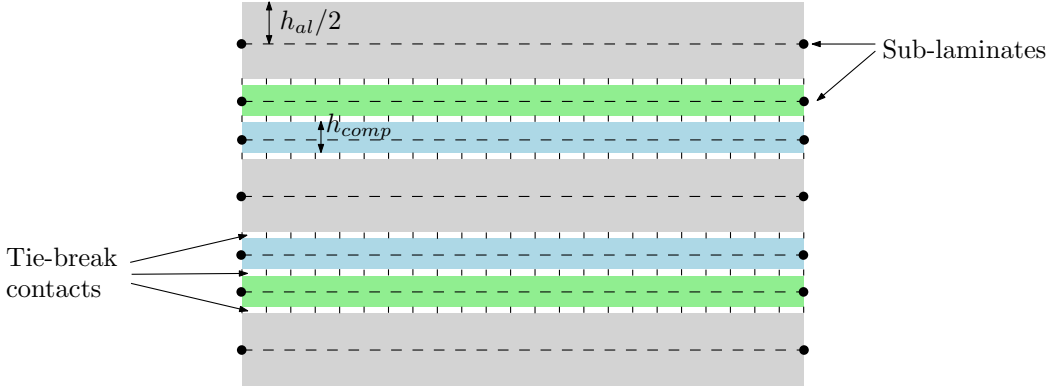 h_{al}/2
Sub-laminates
h_{comp}
Tie-break
contacts